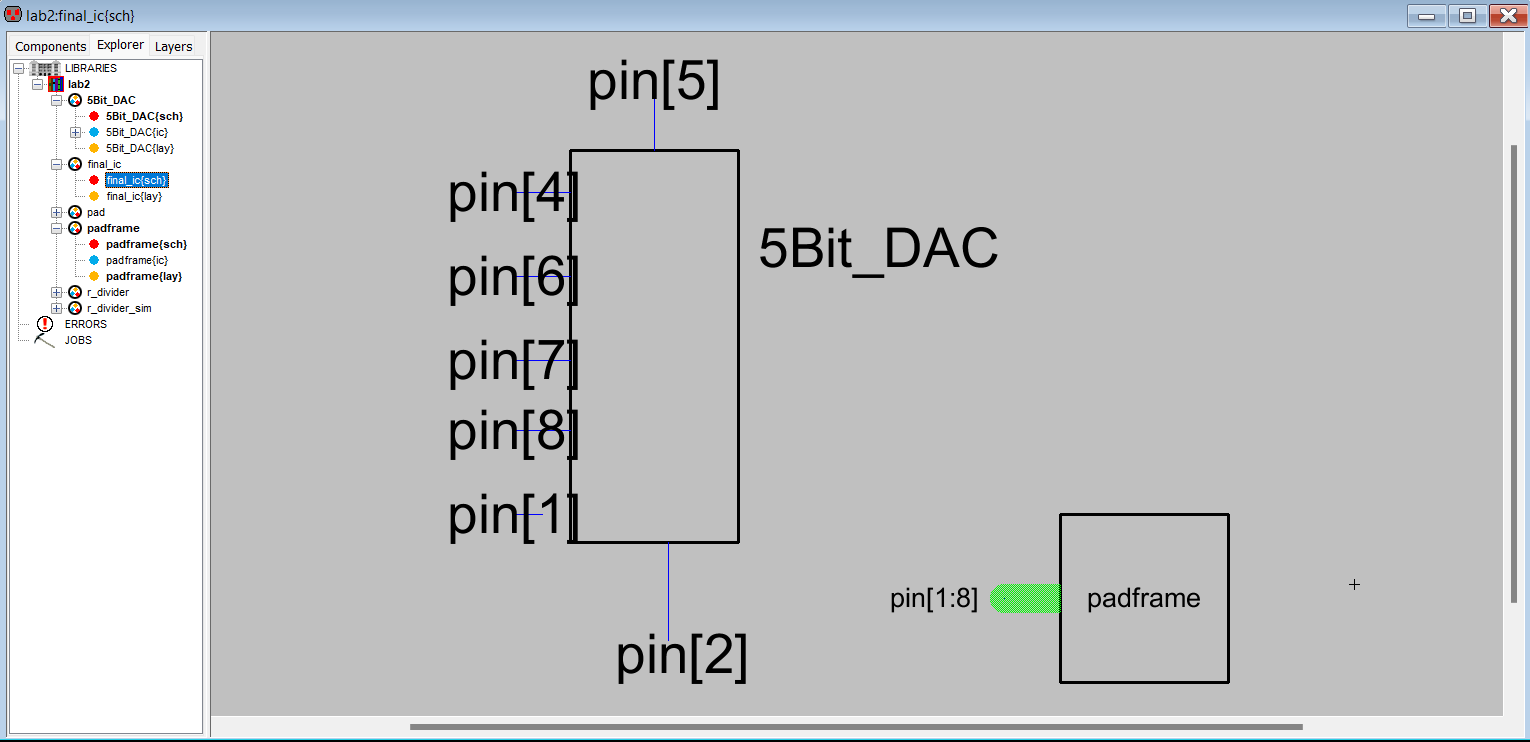 lab2:final_ic{sch}
Components Explorer Layers
LIBRARIES
lab2
5Bit_DAC
5Bit_DAC{sch}
5Bit_DAC{ic}
5Bit_DAC{lay}
final_ic
final_ic{sch}
final_ic{lay}
pad
padframe
padframe{sch}
padframe{ic}
padframe{lay}
r_divider
r_divider_sim
ERRORS
JOBS
pin[5]
pin[4]
5Bit_DAC
pin[6]
pin[7]
pin[8]
pin[1]
pin[1:8]
padframe
pin[2]